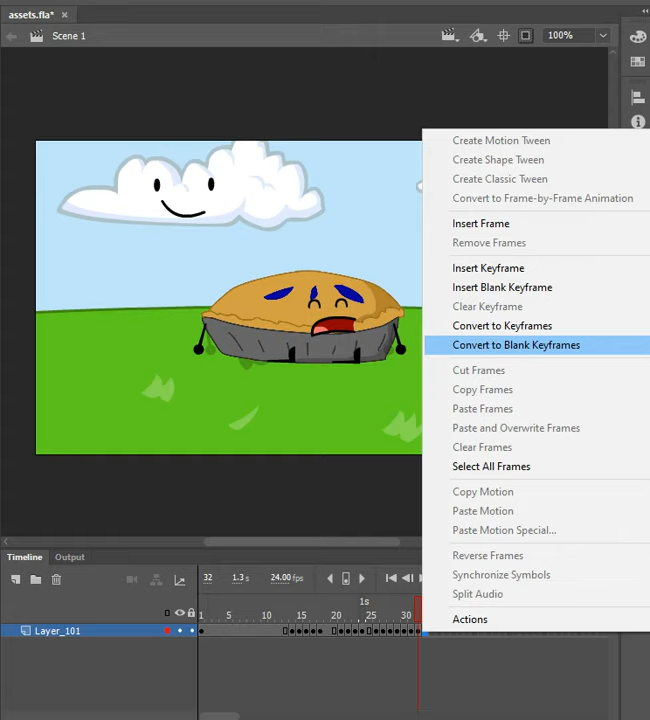 assets.fla*
Scene 1
100%
Create Motion Tween
Create Shape Tween
Create Classic Tween
Convert to Frame-by-Frame Animation
Insert Frame
Remove Frames
Insert Keyframe
Insert Blank Keyframe
Clear Keyframe
Convert to Keyframes
Convert to Blank Keyframes
Cut Frames
Copy Frames
Paste Frames
Paste and Overwrite Frames
Clear Frames
Select All Frames
Copy Motion
Paste Motion
Paste Motion Special...
Reverse Frames
Synchronize Symbols
Split Audio
Actions
Timeline Output
32 1.3 s 24.00 fps
1s
1 5 10 15 20 25 30
Layer_101